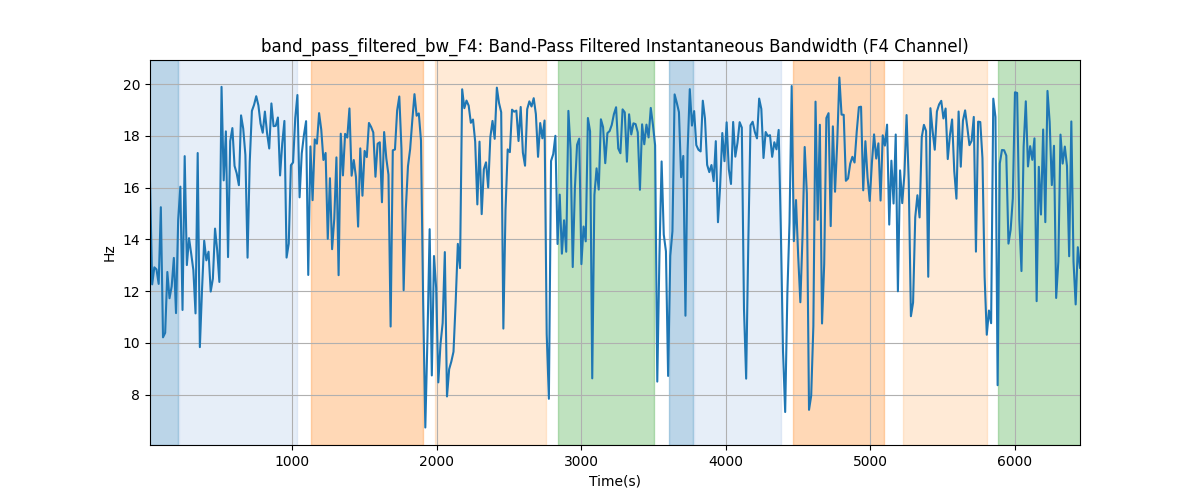 band_pass_filtered_bw_F4: Band-Pass Filtered Instantaneous Bandwidth (F4 Channel)
20
18
16
14
12
10
8
Hz
1000 2000 3000 4000 5000 6000
Time(s)